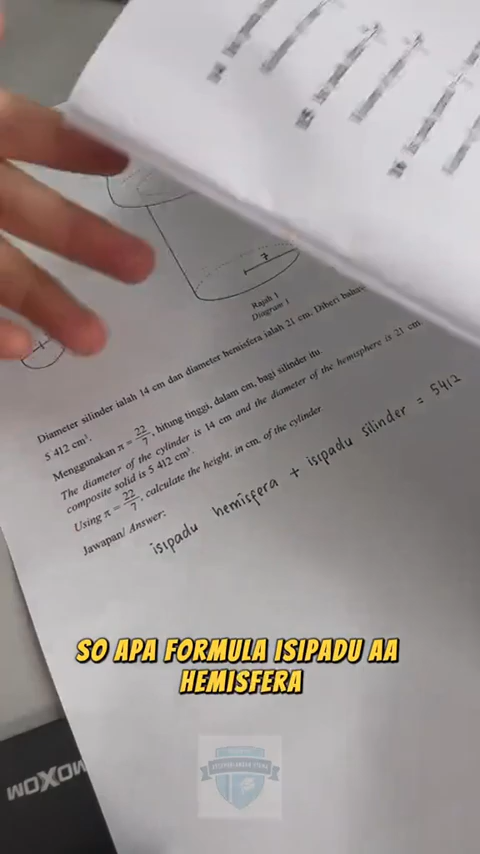 7
Rajah 1
Diagram 1
Diameter silinder ialah 14 cm dan diameter hemisfera ialah 21 cm. Diberi
5 412 cm³.
Menggunakan π = 22/7, hitung tinggi, dalam cm, bagi silinder itu.
The diameter of the cylinder is 14 cm and the diameter of the hemisphere is 21 cm.
composite solid is 5 412 cm³.
Using π = 22/7, calculate the height, in cm, of the cylinder.
Jawapan/ Answer:
isipadu hemisfera + isipadu silinder = 5412
SO APA FORMULA ISIPADU AA
HEMISFERA
MOXOM